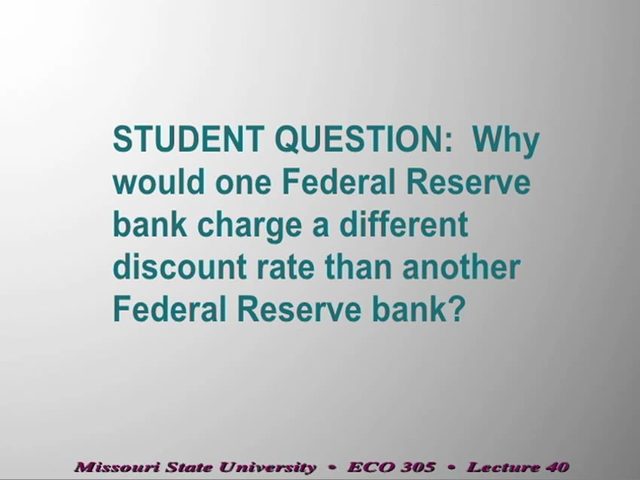 STUDENT QUESTION:  Why
would one Federal Reserve
bank charge a different
discount rate than another
Federal Reserve bank?
Missouri State University • ECO 305 • Lecture 40